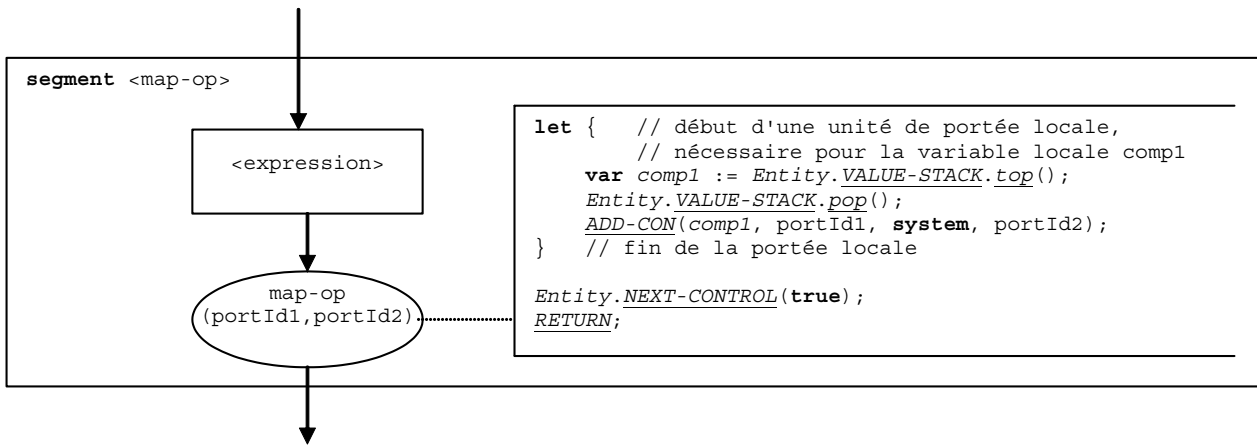 segment <map-op>
<expression>
map-op
(portId1,portId2)
let {   // début d'une unité de portée locale,
        // nécessaire pour la variable locale comp1
    var comp1 := Entity.VALUE-STACK.top();
    Entity.VALUE-STACK.pop();
    ADD-CON(comp1, portId1, system, portId2);
}   // fin de la portée locale
Entity.NEXT-CONTROL(true);
RETURN;